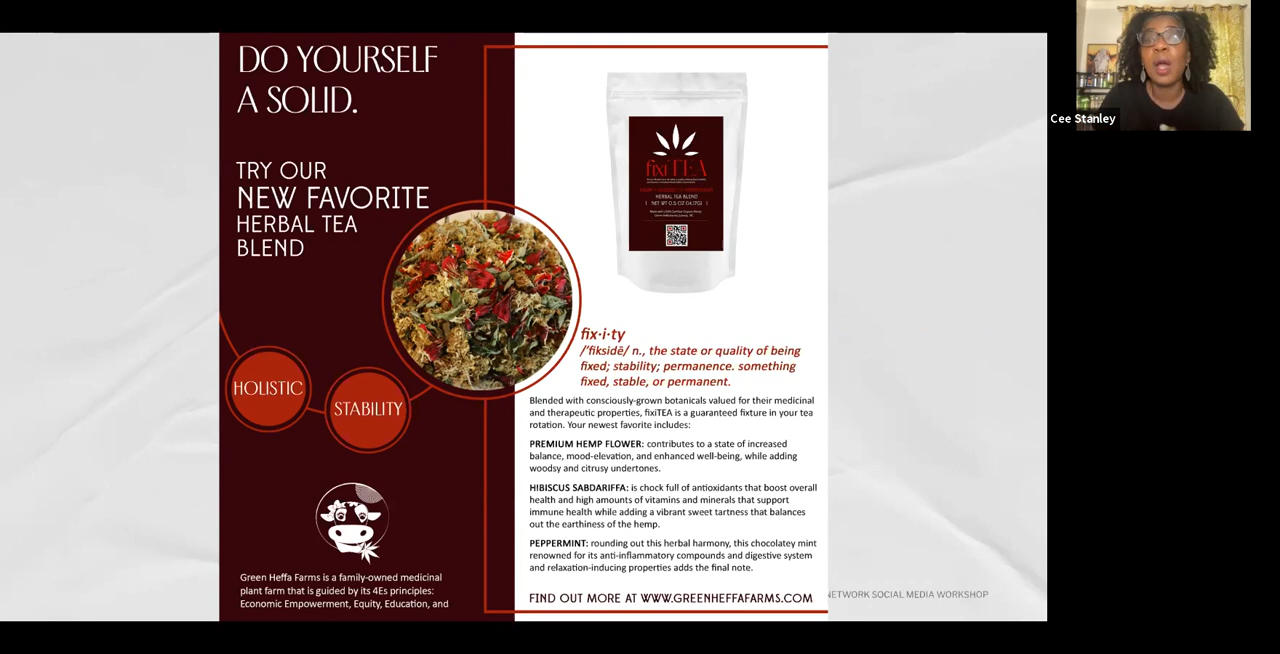 DO YOURSELF
A SOLID.
TRY OUR
NEW FAVORITE
HERBAL TEA
BLEND
HOLISTIC
STABILITY
Green Heffa Farms is a family-owned medicinal
plant farm that is guided by its 4Es principles:
Economic Empowerment, Equity, Education, and
fixiTEA
HERBAL TEA BLEND
NET WT 0.5 OZ (14.17G)
fix·i·ty
/'fiksidē/ n., the state or quality of being
fixed; stability; permanence. something
fixed, stable, or permanent.
Blended with consciously-grown botanicals valued for their medicinal
and therapeutic properties, fixiTEA is a guaranteed fixture in your tea
rotation. Your newest favorite includes:
PREMIUM HEMP FLOWER: contributes to a state of increased
balance, mood-elevation, and enhanced well-being, while adding
woodsy and citrusy undertones.
HIBISCUS SABDARIFFA: is chock full of antioxidants that boost overall
health and high amounts of vitamins and minerals that support
immune health while adding a vibrant sweet tartness that balances
out the earthiness of the hemp.
PEPPERMINT: rounding out this herbal harmony, this chocolatey mint
renowned for its anti-inflammatory compounds and digestive system
and relaxation-inducing properties adds the final note.
FIND OUT MORE AT WWW.GREENHEFFAFARMS.COM
NETWORK SOCIAL MEDIA WORKSHOP
Cee Stanley